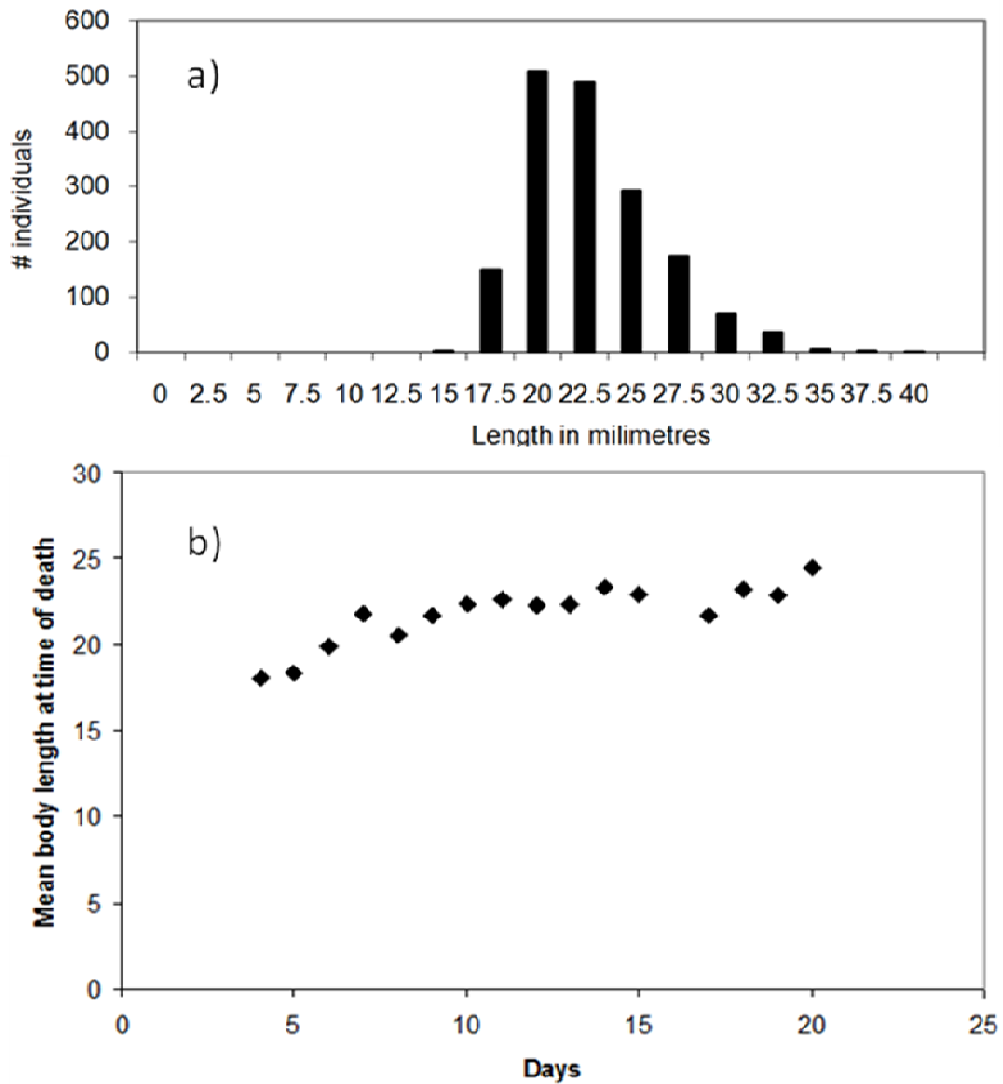 600
a)
500
400
300
200
100
0
# individuals
0 2.5 5 7.5 10 12.5 15 17.5 20 22.5 25 27.5 30 32.5 35 37.5 40
Length in milimetres
30
b)
25
20
15
10
5
0
Mean body length at time of death
0 5 10 15 20 25
Days